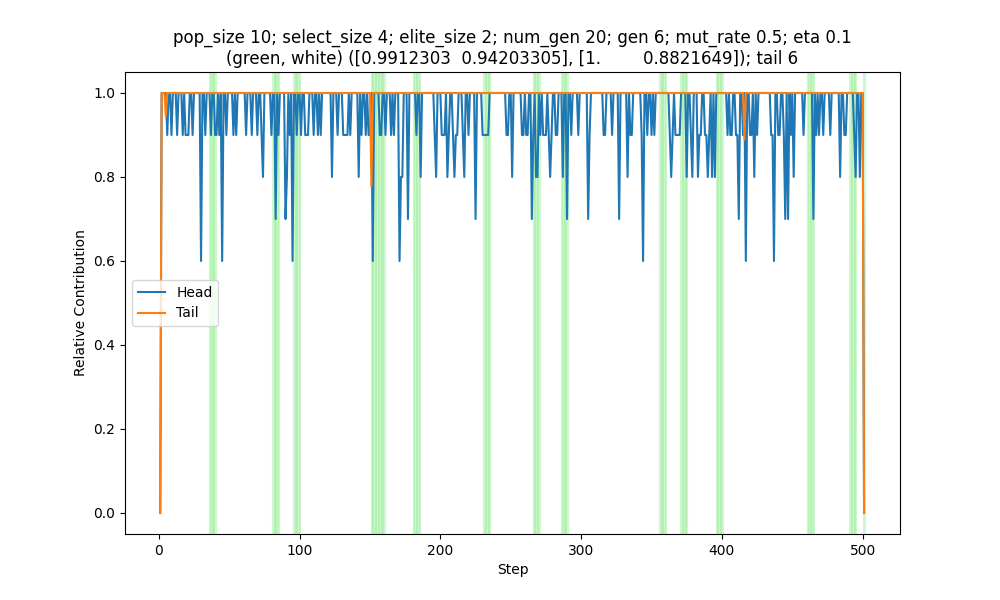 pop_size 10; select_size 4; elite_size 2; num_gen 20; gen 6; mut_rate 0.5; eta 0.1
(green, white) ([0.9912303 0.94203305], [1. 0.8821649]); tail 6
1.0
0.8
0.6
0.4
0.2
0.0
Relative Contribution
Head
Tail
0
100
200
300
400
500
Step